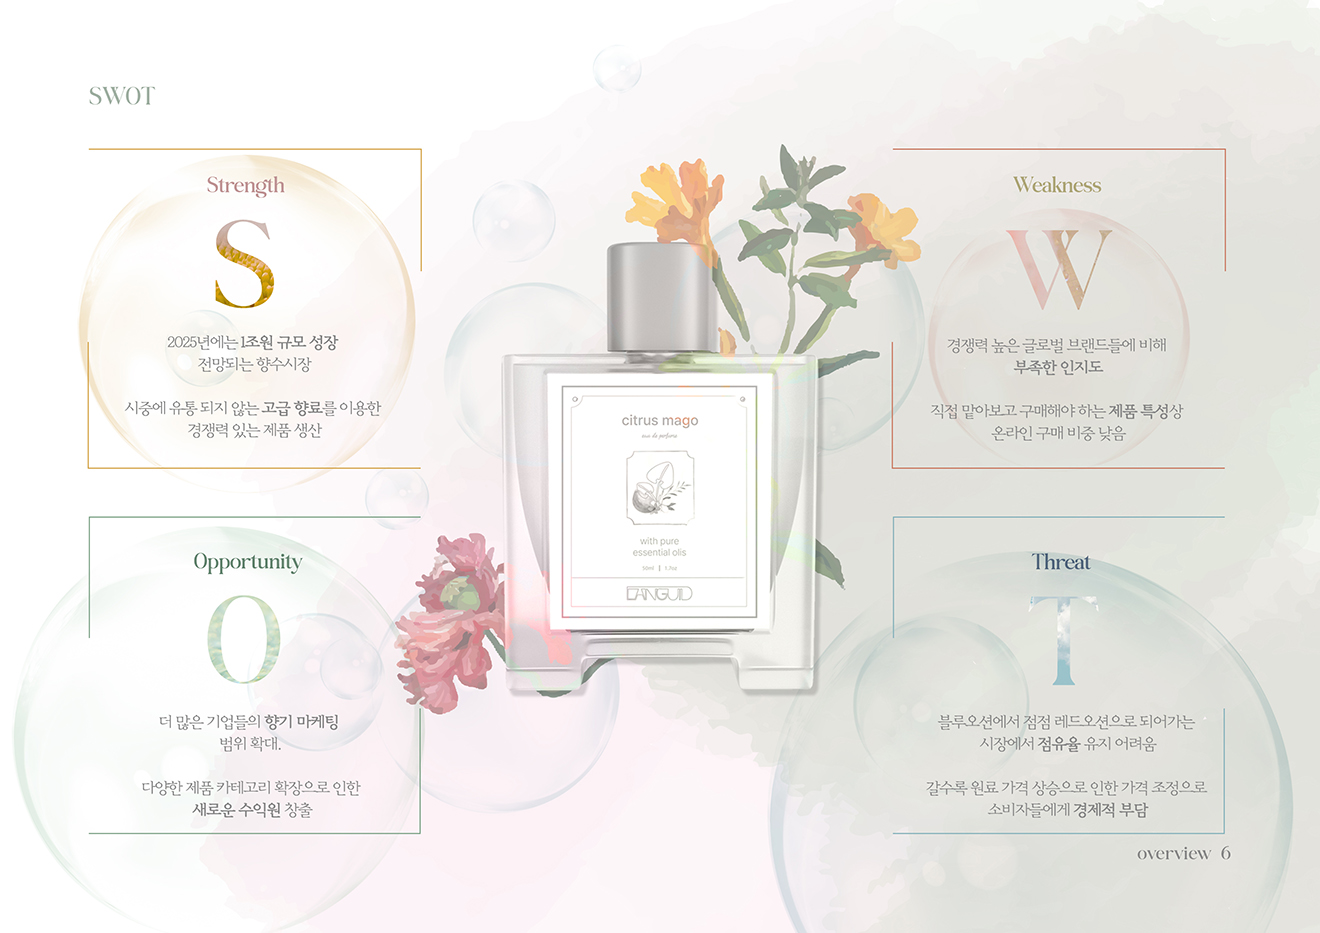 SWOT
Strength
S
2025년에는 1조원 규모 성장
전망되는 향수시장
시중에 유통 되지 않는 고급 향료를 이용한
경쟁력 있는 제품 생산
Weakness
W
경쟁력 높은 글로벌 브랜드들에 비해
부족한 인지도
직접 맡아보고 구매해야 하는 제품 특성상
온라인 구매 비중 낮음
citrus mago
eau de perfume
with pure
essential olis
50ml | 1.7oz
LANGUID
Opportunity
O
더 많은 기업들의 향기 마케팅
범위 확대.
다양한 제품 카테고리 확장으로 인한
새로운 수익원 창출
Threat
T
블루오션에서 점점 레드오션으로 되어가는
시장에서 점유율 유지 어려움
갈수록 원료 가격 상승으로 인한 가격 조정으로
소비자들에게 경제적 부담
overview 6